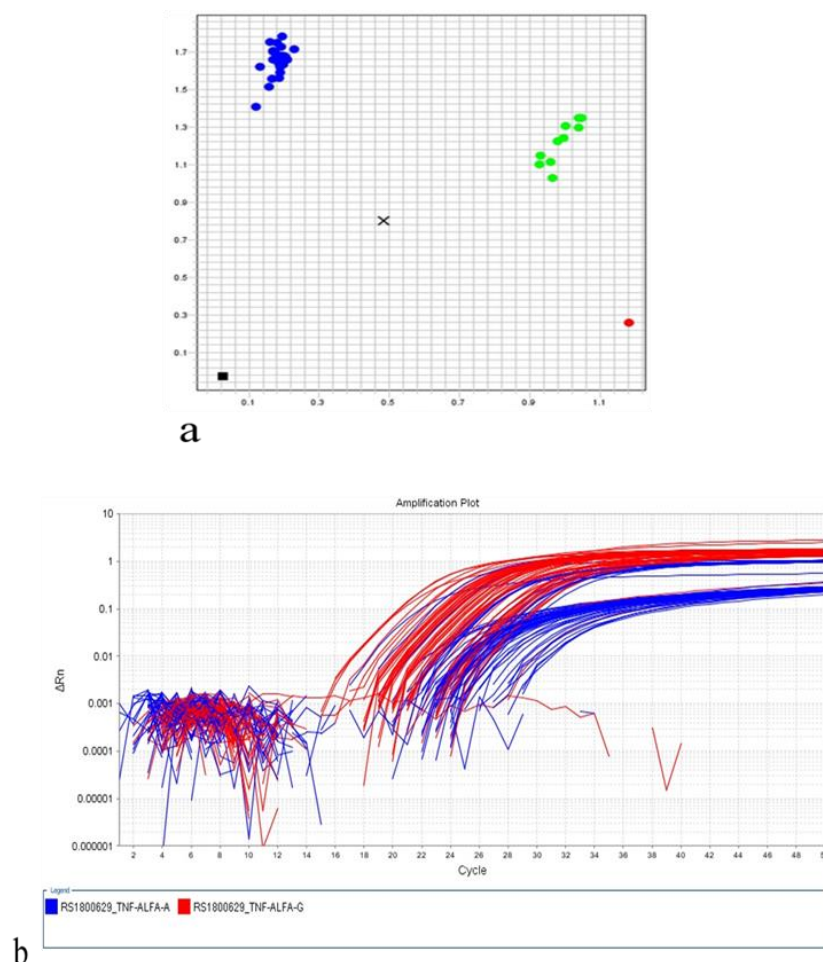 1.7
1.5
1.3
1.1
0.9
0.7
0.5
0.3
0.1
0.1 0.3 0.5 0.7 0.9 1.1
a
Amplification Plot
10
1
0.1
0.01
0.001
0.0001
0.00001
0.000001
ΔRn
2 4 6 8 10 12 14 16 18 20 22 24 26 28 30 32 34 36 38 40 42 44 46 48
Cycle
Legend
RS1800629_TNF-ALFA-A RS1800629_TNF-ALFA-G
b